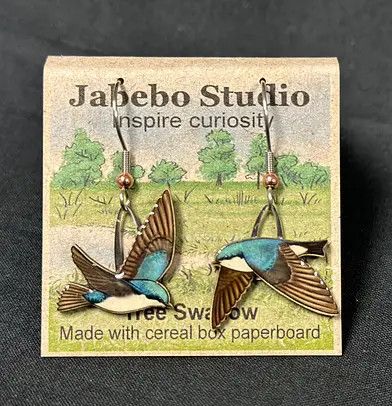 Jabebo Studio
Inspire curiosity
Tree Swallow
Made with cereal box paperboard